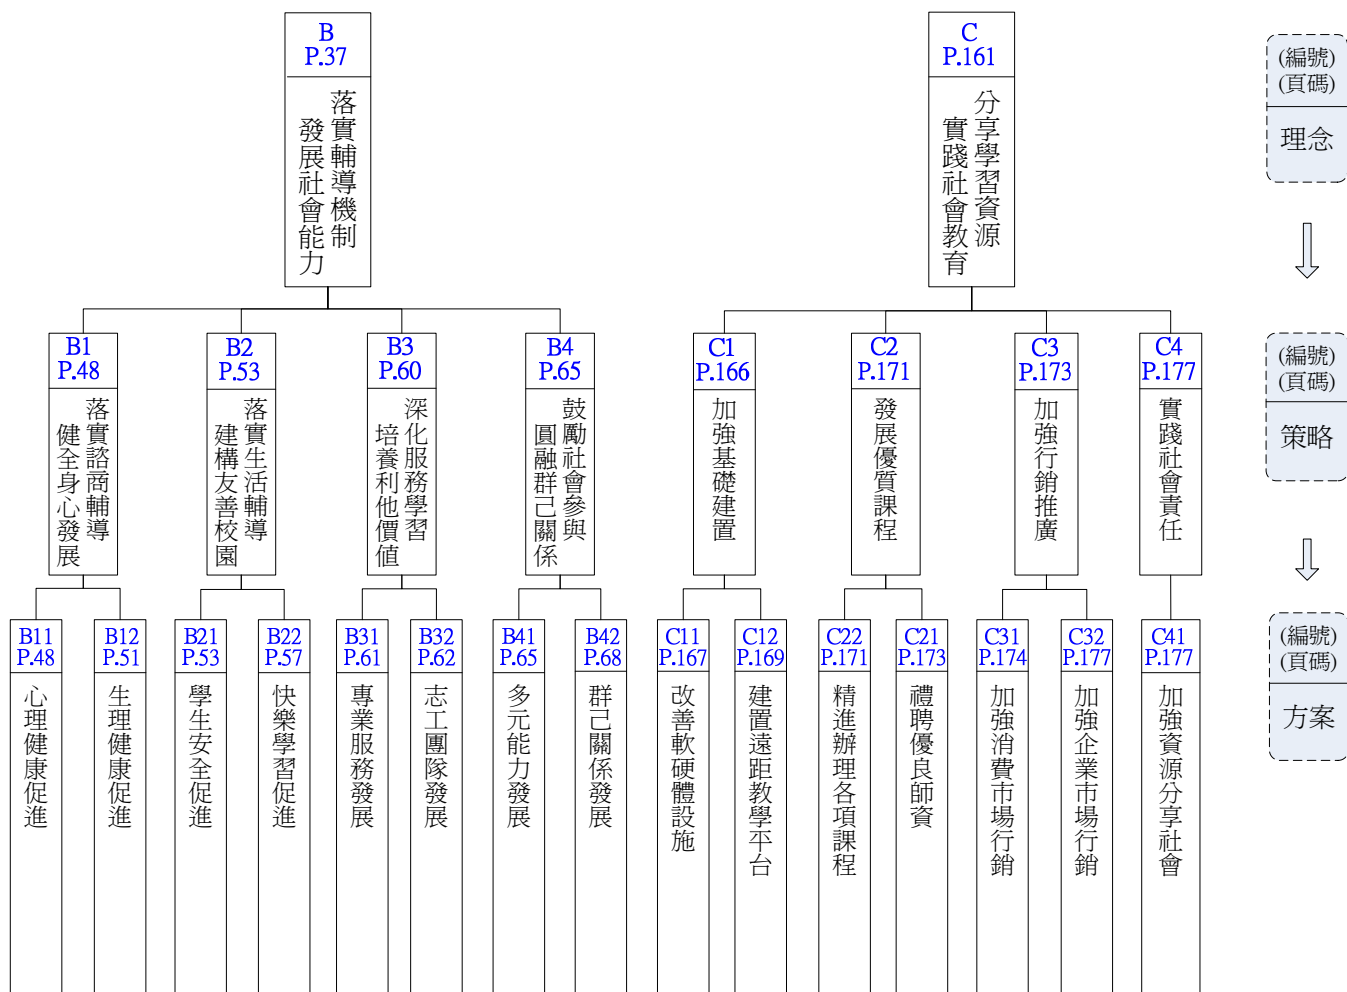 B
P.37
落實輔導機制
發展社會能力
C
P.161
分享學習資源
實踐社會教育
(編號)
(頁碼)
理念
B1
P.48
落實諮商輔導
健全身心發展
B2
P.53
落實生活輔導
建構友善校園
B3
P.60
深化服務學習
培養利他價值
B4
P.65
鼓勵社會參與
圓融群己關係
C1
P.166
加強基礎建置
C2
P.171
發展優質課程
C3
P.173
加強行銷推廣
C4
P.177
實踐社會責任
(編號)
(頁碼)
策略
B11
P.48
心理健康促進
B12
P.51
生理健康促進
B21
P.53
學生安全促進
B22
P.57
快樂學習促進
B31
P.61
專業服務發展
B32
P.62
志工團隊發展
B41
P.65
多元能力發展
B42
P.68
群己關係發展
C11
P.167
改善軟硬體設施
C12
P.169
建置遠距教學平台
C22
P.171
精進辦理各項課程
C21
P.173
禮聘優良師資
C31
P.174
加強消費市場行銷
C32
P.177
加強企業市場行銷
C41
P.177
加強資源分享社會
(編號)
(頁碼)
方案